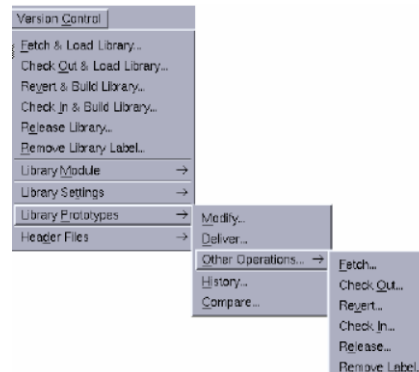 Version Control
Fetch & Load Library...
Check Out & Load Library...
Revert & Build Library...
Check In & Build Library...
Release Library...
Remove Library Label...
Library Module →
Library Settings →
Library Prototypes →
Header Files →
Modify...
Deliver...
Other Operations... →
History...
Compare...
Fetch...
Check Out...
Revert...
Check In...
Release...
Remove Label